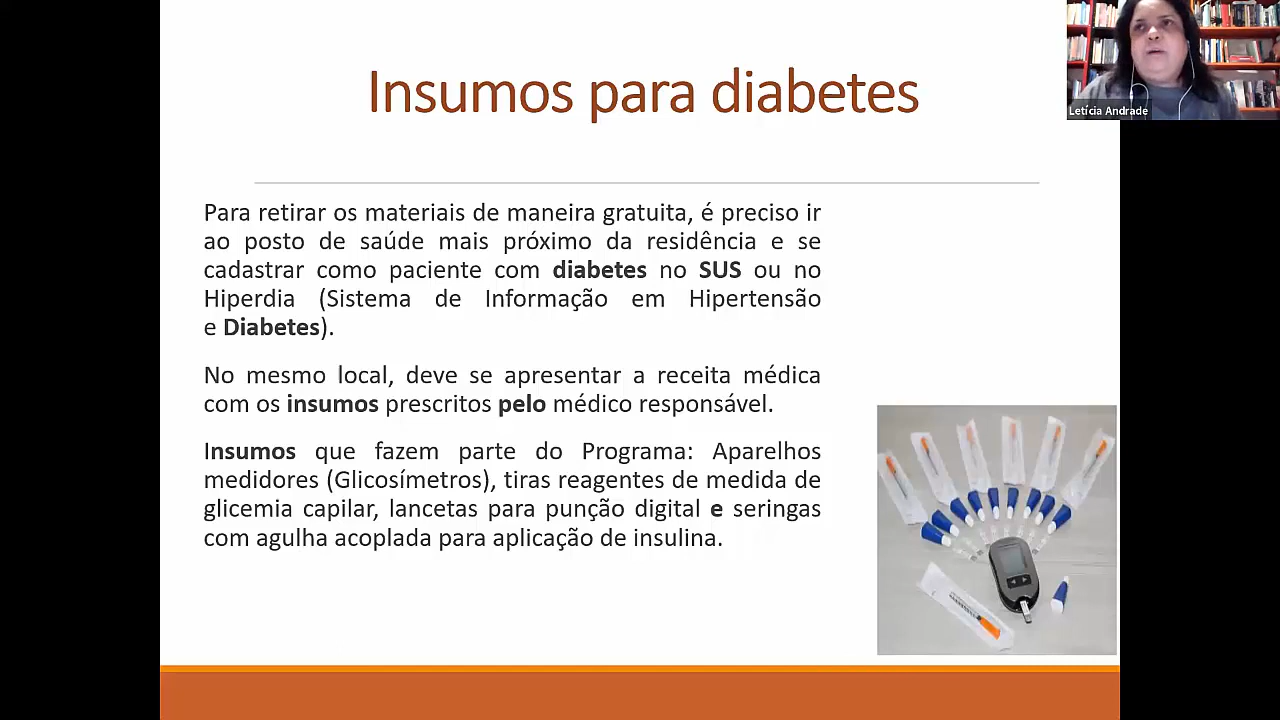 Insumos para diabetes
Letícia Andrade
Para retirar os materiais de maneira gratuita, é preciso ir
ao posto de saúde mais próximo da residência e se
cadastrar como paciente com diabetes no SUS ou no
Hiperdia (Sistema de Informação em Hipertensão
e Diabetes).
No mesmo local, deve se apresentar a receita médica
com os insumos prescritos pelo médico responsável.
Insumos que fazem parte do Programa: Aparelhos
medidores (Glicosímetros), tiras reagentes de medida de
glicemia capilar, lancetas para punção digital e seringas
com agulha acoplada para aplicação de insulina.